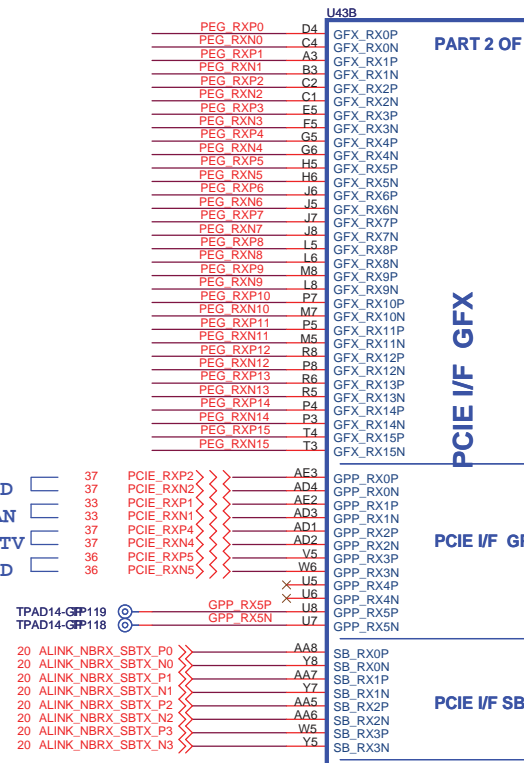 U43B
PEG_RXP0 D4 GFX_RX0P PART 2 OF
PEG_RXN0 C4 GFX_RX0N
PEG_RXP1 A3 GFX_RX1P
PEG_RXN1 B3 GFX_RX1N
PEG_RXP2 C2 GFX_RX2P
PEG_RXN2 C1 GFX_RX2N
PEG_RXP3 E5 GFX_RX3P
PEG_RXN3 F5 GFX_RX3N
PEG_RXP4 G5 GFX_RX4P
PEG_RXN4 G6 GFX_RX4N
PEG_RXP5 H5 GFX_RX5P
PEG_RXN5 H6 GFX_RX5N
PEG_RXP6 J6 GFX_RX6P
PEG_RXN6 J5 GFX_RX6N
PEG_RXP7 J7 GFX_RX7P
PEG_RXN7 J8 GFX_RX7N
PEG_RXP8 L5 GFX_RX8P
PEG_RXN8 L6 GFX_RX8N
PEG_RXP9 M8 GFX_RX9P
PEG_RXN9 L8 GFX_RX9N
PEG_RXP10 P7 GFX_RX10P
PEG_RXN10 M7 GFX_RX10N
PEG_RXP11 P5 GFX_RX11P
PEG_RXN11 M5 GFX_RX11N
PEG_RXP12 R8 GFX_RX12P
PEG_RXN12 P8 GFX_RX12N
PEG_RXP13 R6 GFX_RX13P
PEG_RXN13 R5 GFX_RX13N
PEG_RXP14 P4 GFX_RX14P
PEG_RXN14 P3 GFX_RX14N
PEG_RXP15 T4 GFX_RX15P
PEG_RXN15 T3 GFX_RX15N
PCIE I/F GFX
D 37 PCIE_RXP2 AE3 GPP_RX0P
37 PCIE_RXN2 AD4 GPP_RX0N
AN 33 PCIE_RXP1 AE2 GPP_RX1P
33 PCIE_RXN1 AD3 GPP_RX1N
TV 37 PCIE_RXP4 AD1 GPP_RX2P
37 PCIE_RXN4 AD2 GPP_RX2N PCIE I/F GP
D 36 PCIE_RXP5 V5 GPP_RX3P
36 PCIE_RXN5 W6 GPP_RX3N
U5 GPP_RX4P
U6 GPP_RX4N
TPAD14-GP TP119 GPP_RX5P U8 GPP_RX5P
TPAD14-GP TP118 GPP_RX5N U7 GPP_RX5N
20 ALINK_NBRX_SBTX_P0 AA8 SB_RX0P
20 ALINK_NBRX_SBTX_N0 Y8 SB_RX0N
20 ALINK_NBRX_SBTX_P1 AA7 SB_RX1P
20 ALINK_NBRX_SBTX_N1 Y7 SB_RX1N
20 ALINK_NBRX_SBTX_P2 AA5 SB_RX2P PCIE I/F SB
20 ALINK_NBRX_SBTX_N2 AA6 SB_RX2N
20 ALINK_NBRX_SBTX_P3 W5 SB_RX3P
20 ALINK_NBRX_SBTX_N3 Y5 SB_RX3N